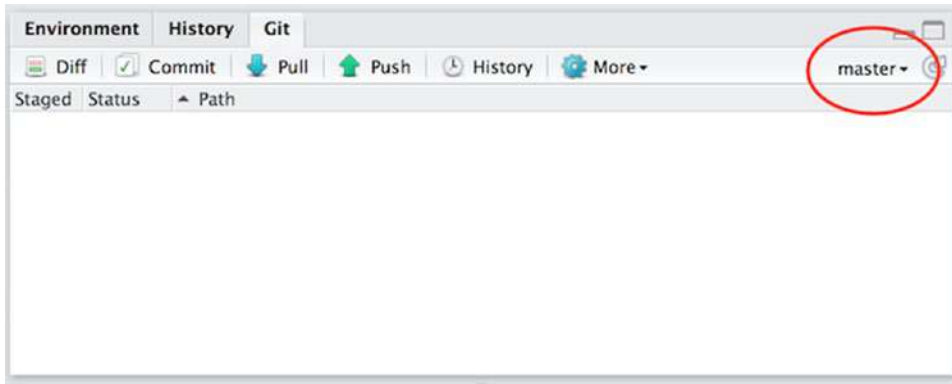 Environment History Git
Diff Commit Pull Push History More master
Staged Status Path